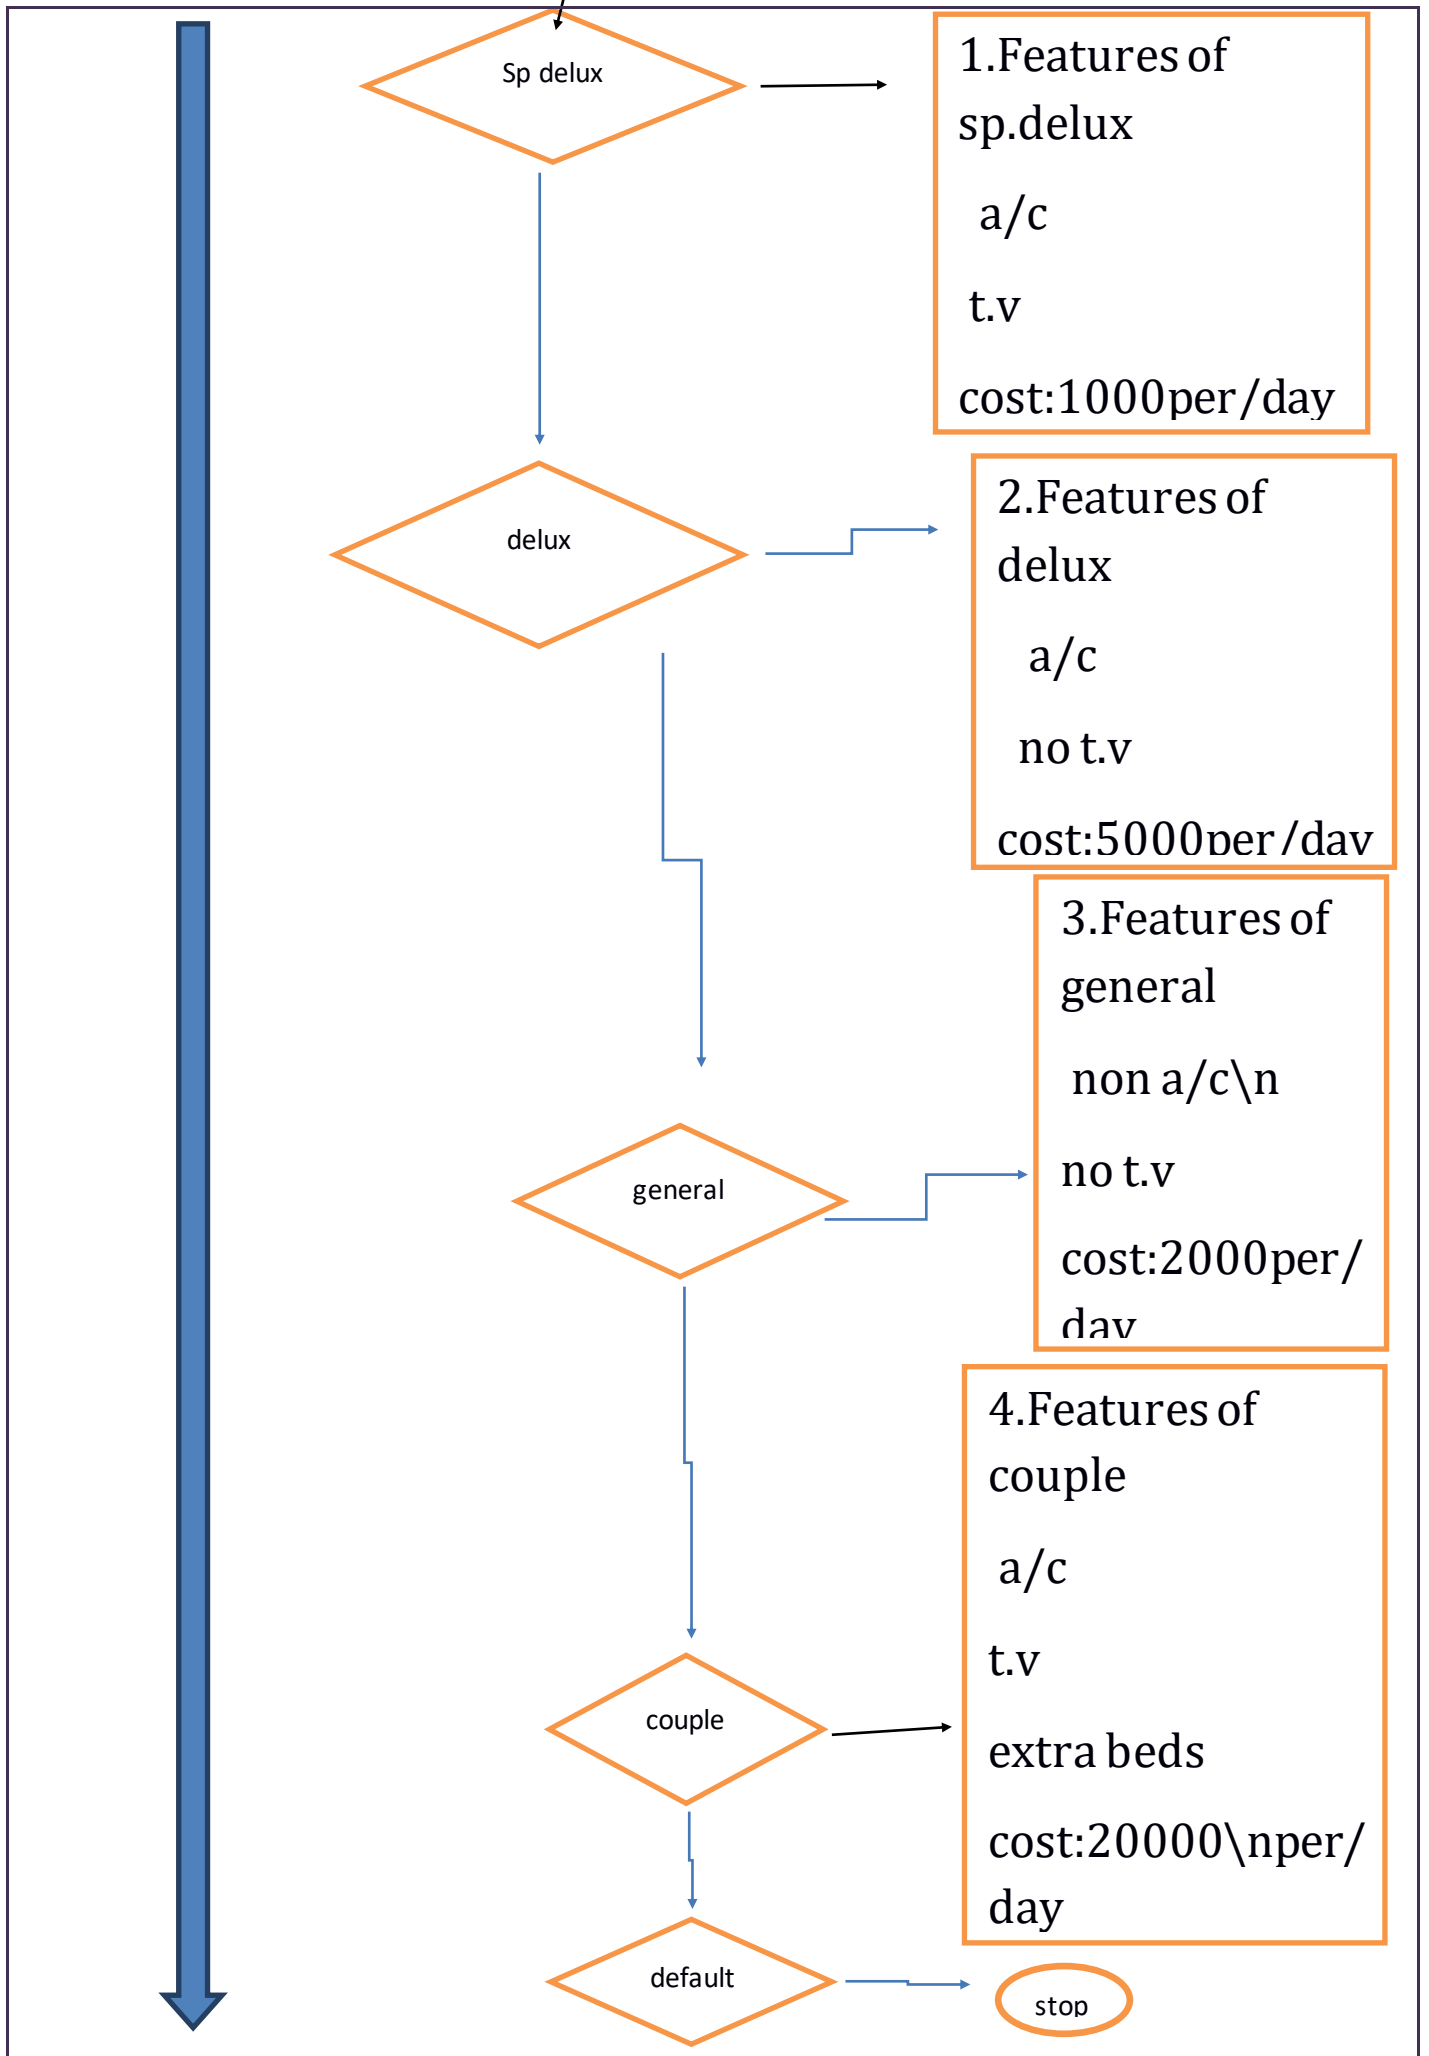 Sp delux
1.Features of
sp.delux
a/c
t.v
cost:1000per/day
delux
2.Features of
delux
a/c
no t.v
cost:5000per/day
general
3.Features of
general
non a/c\n
no t.v
cost:2000per/
day
couple
4.Features of
couple
a/c
t.v
extra beds
cost:20000\nper/
day
default
stop